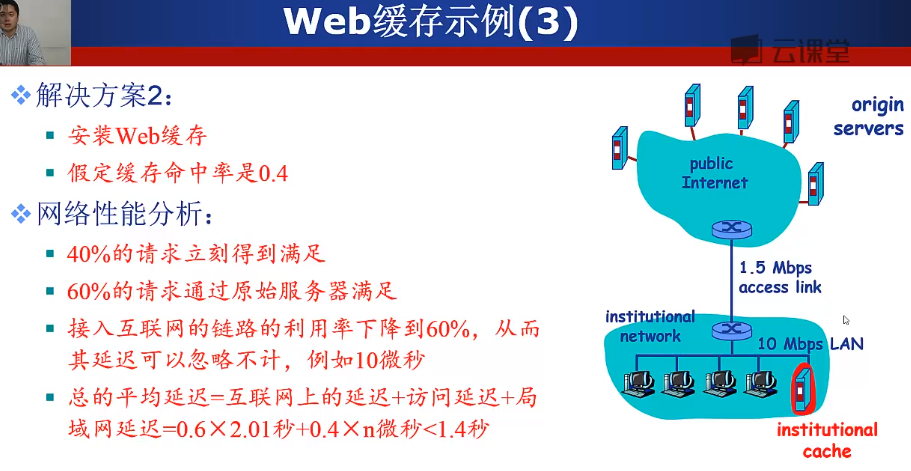 Web缓存示例(3)
云课堂
解决方案2：
安装Web缓存
假定缓存命中率是0.4
网络性能分析：
40%的请求立刻得到满足
60%的请求通过原始服务器满足
接入互联网的链路的利用率下降到60%，从而
其延迟可以忽略不计，例如10微秒
总的平均延迟=互联网上的延迟+访问延迟+局
域网延迟=0.6×2.01秒+0.4×n微秒<1.4秒
origin
servers
public
Internet
1.5 Mbps
access link
institutional
network
10 Mbps LAN
institutional
cache